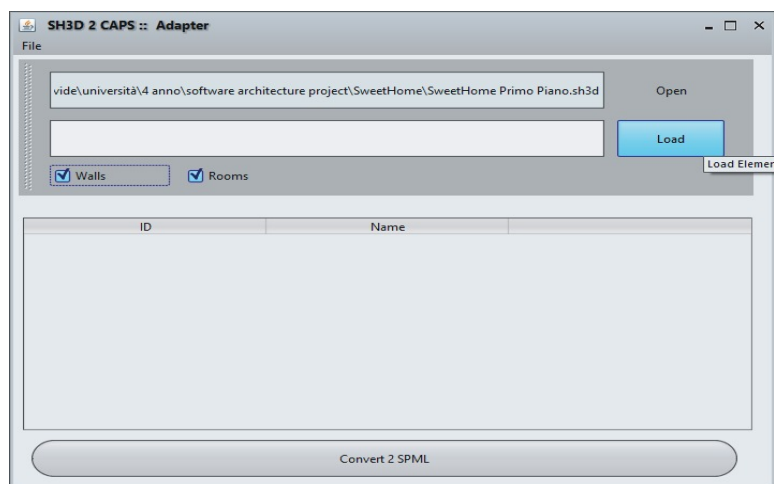 SH3D 2 CAPS :: Adapter
File
vide\università\4 anno\software architecture project\SweetHome\SweetHome Primo Piano.sh3d
Open
Load
Walls
Rooms
Load Elemen
ID
Name
Convert 2 SPML